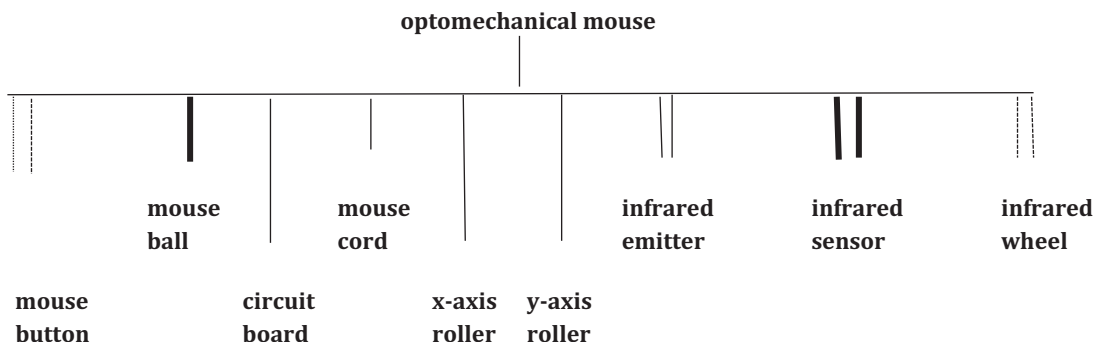 optomechanical mouse
mouse ball
mouse cord
infrared emitter
infrared sensor
infrared wheel
mouse button
circuit board
x-axis roller
y-axis roller